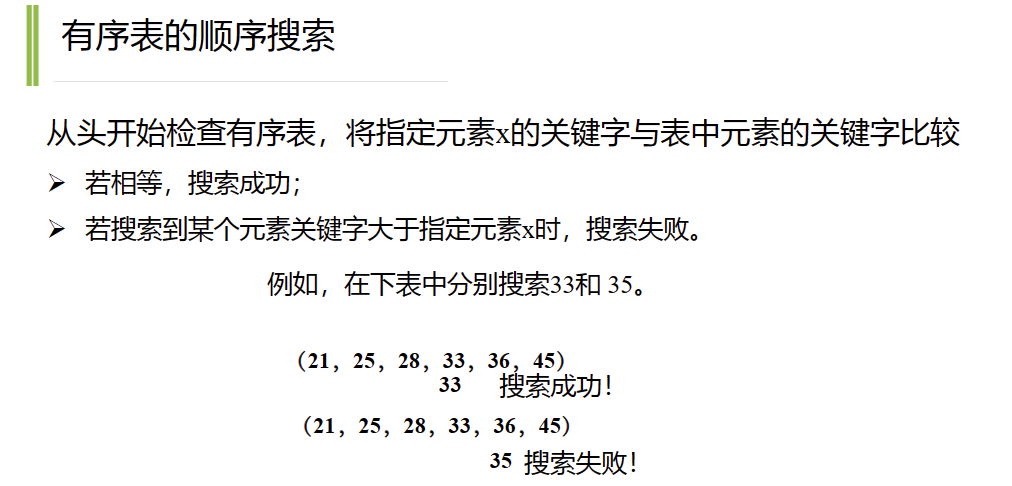 有序表的顺序搜索
从头开始检查有序表，将指定元素x的关键字与表中元素的关键字比较
➢ 若相等，搜索成功；
➢ 若搜索到某个元素关键字大于指定元素x时，搜索失败。
例如，在下表中分别搜索33和 35。
（21，25，28，33，36，45）
33 搜索成功！
（21，25，28，33，36，45）
35 搜索失败！